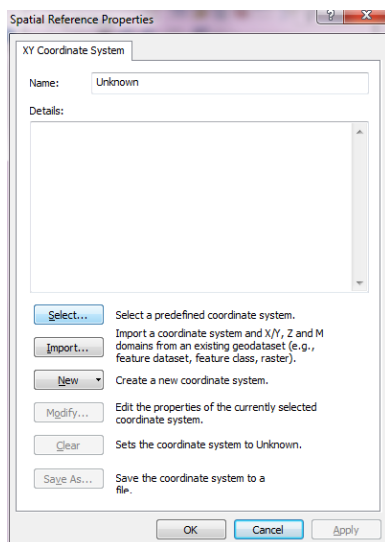 Spatial Reference Properties
XY Coordinate System
Name: Unknown
Details:
Select... Select a predefined coordinate system.
Import a coordinate system and X/Y, Z and M
Import... domains from an existing geodataset (e.g.,
feature dataset, feature class, raster).
New Create a new coordinate system.
Modify... Edit the properties of the currently selected
coordinate system.
Clear Sets the coordinate system to Unknown.
Save As... Save the coordinate system to a
file.
OK Cancel Apply